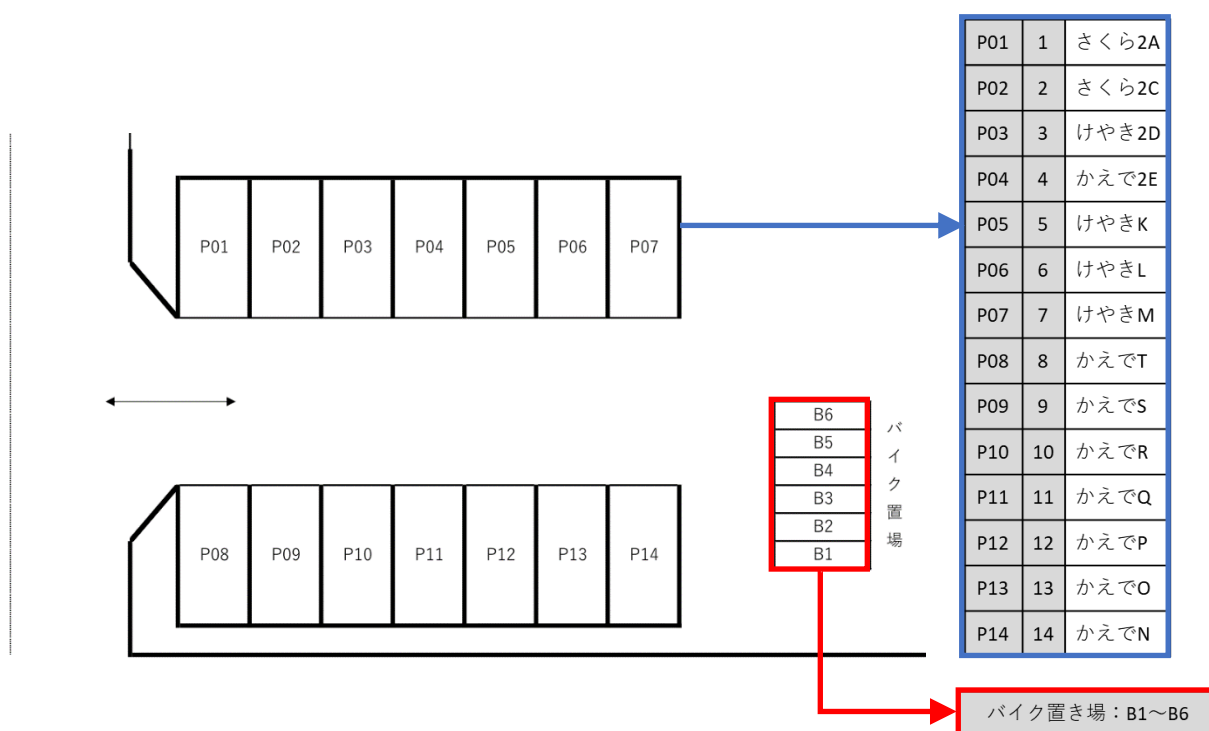 P01 P02 P03 P04 P05 P06 P07
P08 P09 P10 P11 P12 P13 P14
B6
B5
B4
B3
B2
B1
バイク置場
P01 1 さくら2A
P02 2 さくら2C
P03 3 けやき2D
P04 4 かえで2E
P05 5 けやきK
P06 6 けやきL
P07 7 けやきM
P08 8 かえでT
P09 9 かえでS
P10 10 かえでR
P11 11 かえでQ
P12 12 かえでP
P13 13 かえでO
P14 14 かえでN
バイク置き場：B1～B6